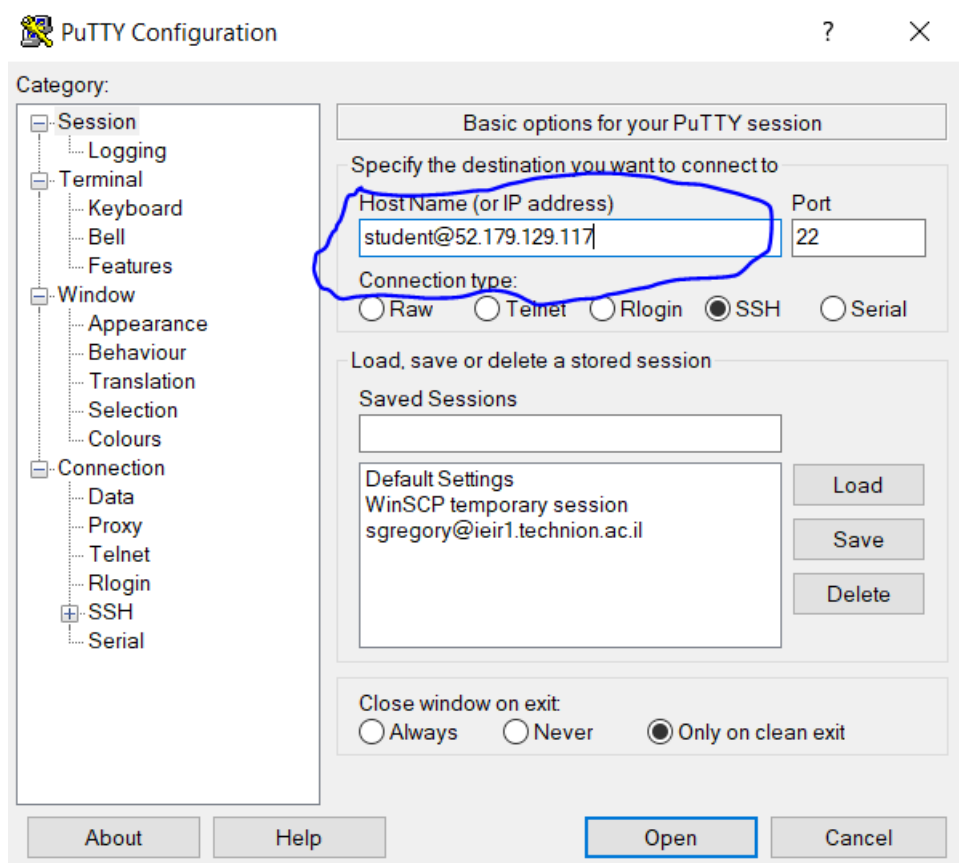 PuTTY Configuration ? ×
Category:
Session
Logging
Terminal
Keyboard
Bell
Features
Window
Appearance
Behaviour
Translation
Selection
Colours
Connection
Data
Proxy
Telnet
Rlogin
SSH
Serial
Basic options for your PuTTY session
Specify the destination you want to connect to
Host Name (or IP address) Port
student@52.179.129.117 22
Connection type:
Raw Telnet Rlogin SSH Serial
Load, save or delete a stored session
Saved Sessions
Default Settings
WinSCP temporary session
sgregory@ieir1.technion.ac.il
Load
Save
Delete
Close window on exit:
Always Never Only on clean exit
About Help Open Cancel